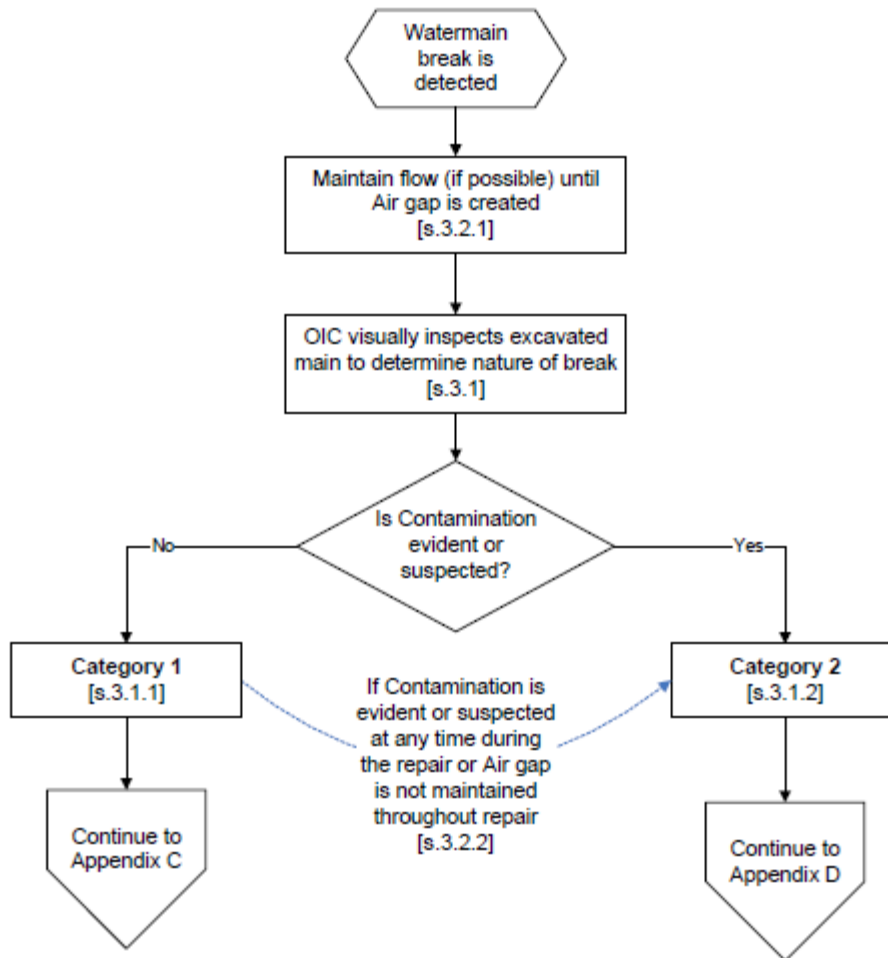 Watermain
break is
detected
Maintain flow (if possible) until
Air gap is created
[s.3.2.1]
OIC visually inspects excavated
main to determine nature of break
[s.3.1]
Is Contamination
evident or
suspected?
No
Yes
Category 1
[s.3.1.1]
Category 2
[s.3.1.2]
If Contamination is
evident or suspected
at any time during
the repair or Air gap
is not maintained
throughout repair
[s.3.2.2]
Continue to
Appendix C
Continue to
Appendix D